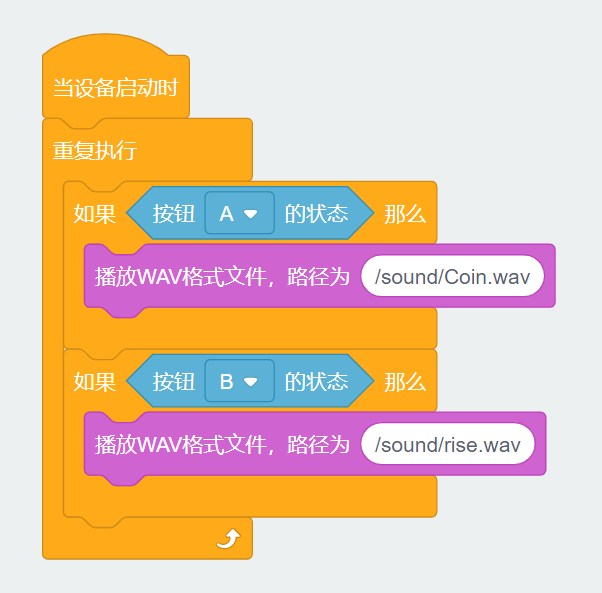 当设备启动时
重复执行
如果 按钮 A 的状态 那么
播放WAV格式文件，路径为 /sound/Coin.wav
如果 按钮 B 的状态 那么
播放WAV格式文件，路径为 /sound/rise.wav